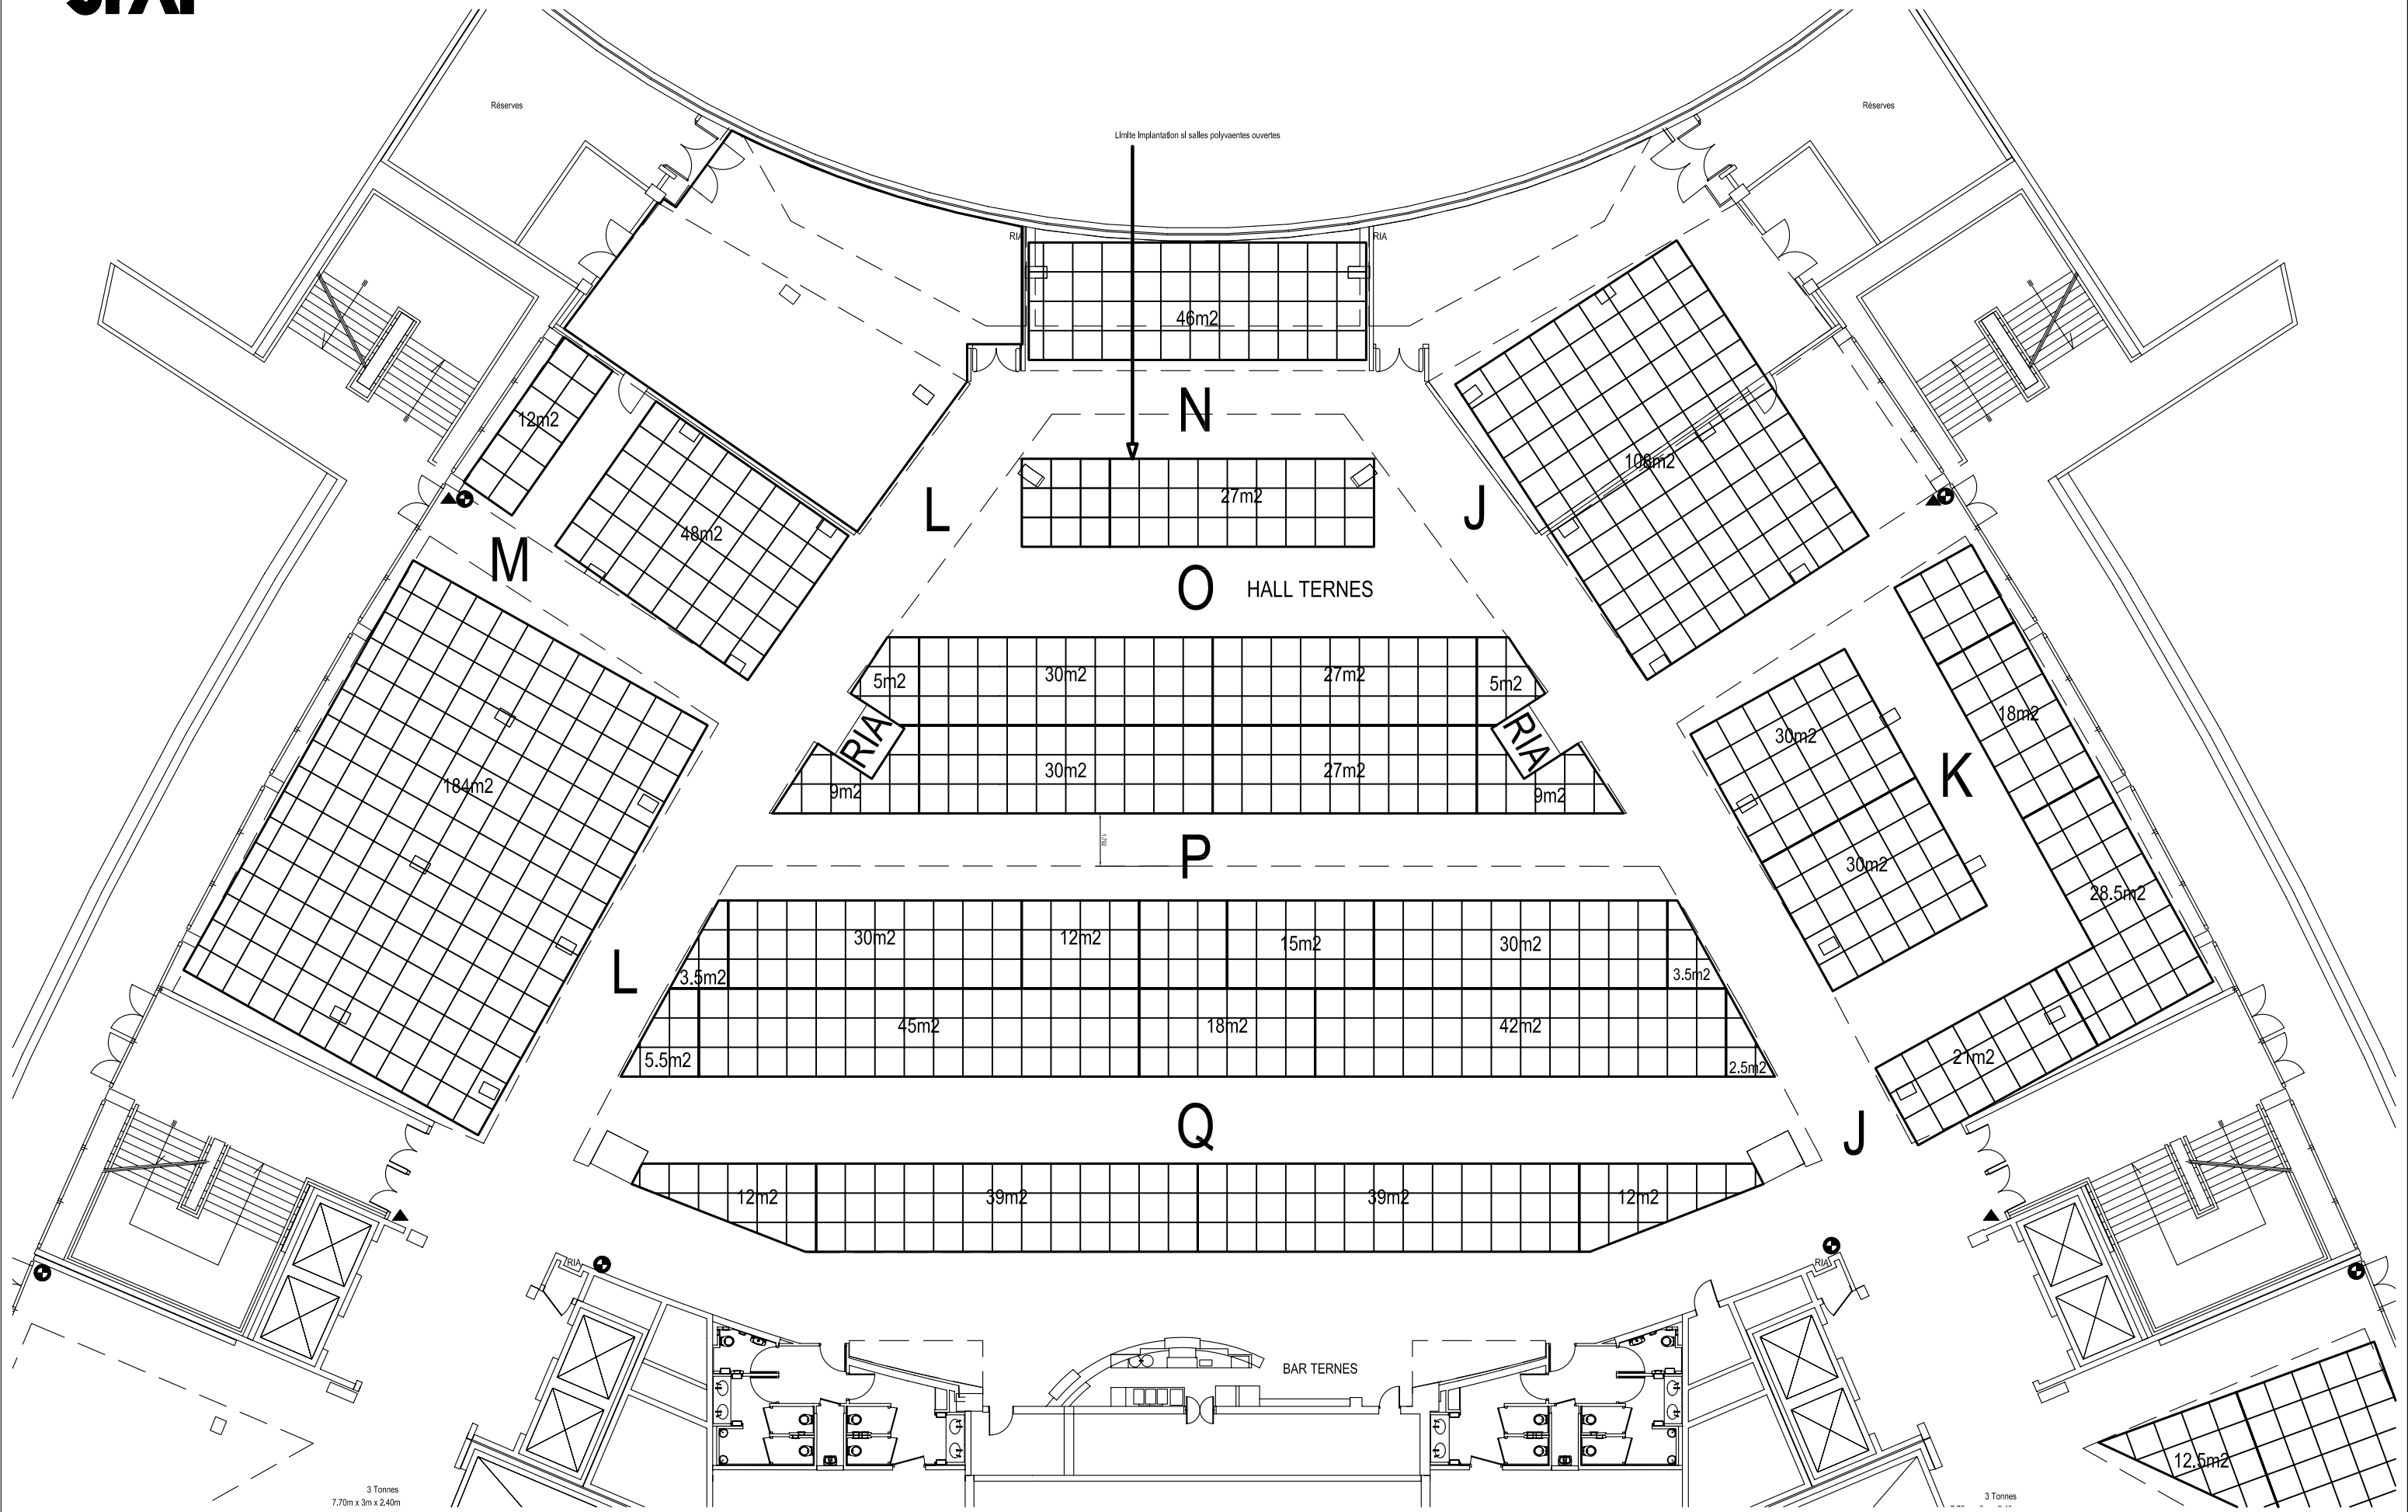 Réserves
Réserves
Limite implantation si salles polyvaentes ouvertes
RIA
RIA
46m2
N
12m2
108m2
27m2
L
J
48m2
M
O
HALL TERNES
5m2
30m2
27m2
5m2
18m2
RIA
RIA
30m2
K
184m2
30m2
27m2
9m2
9m2
P
30m2
28.5m2
30m2
12m2
15m2
30m2
L
3.5m2
3.5m2
45m2
18m2
42m2
5.5m2
2.5m2
21m2
Q
J
12m2
39m2
39m2
12m2
RIA
RIA
BAR TERNES
12.5m2
3 Tonnes
7.70m x 3m x 2.40m
3 Tonnes